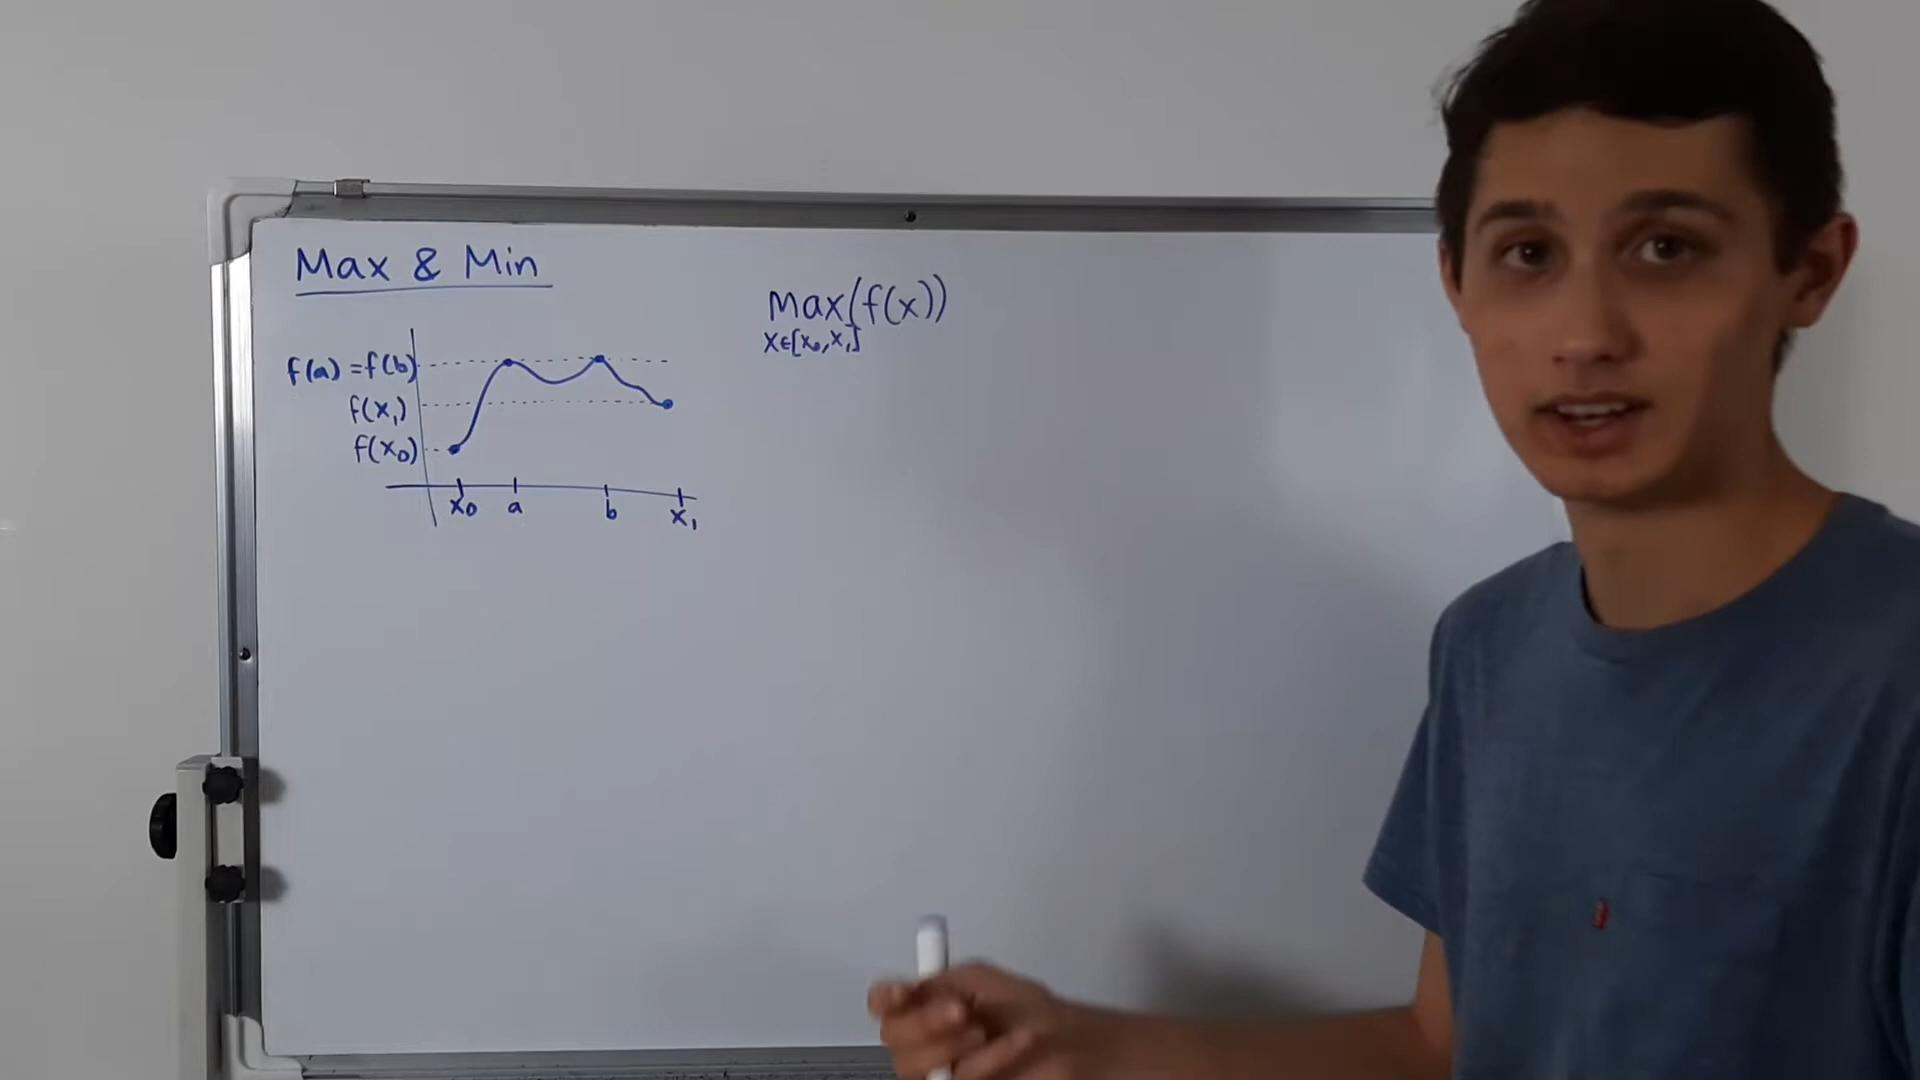 Max & Min
f(a) = f(b)
f(x₁)
f(x₀)
x₀ a b x₁
Max(f(x))
x∈[x₀,x₁]